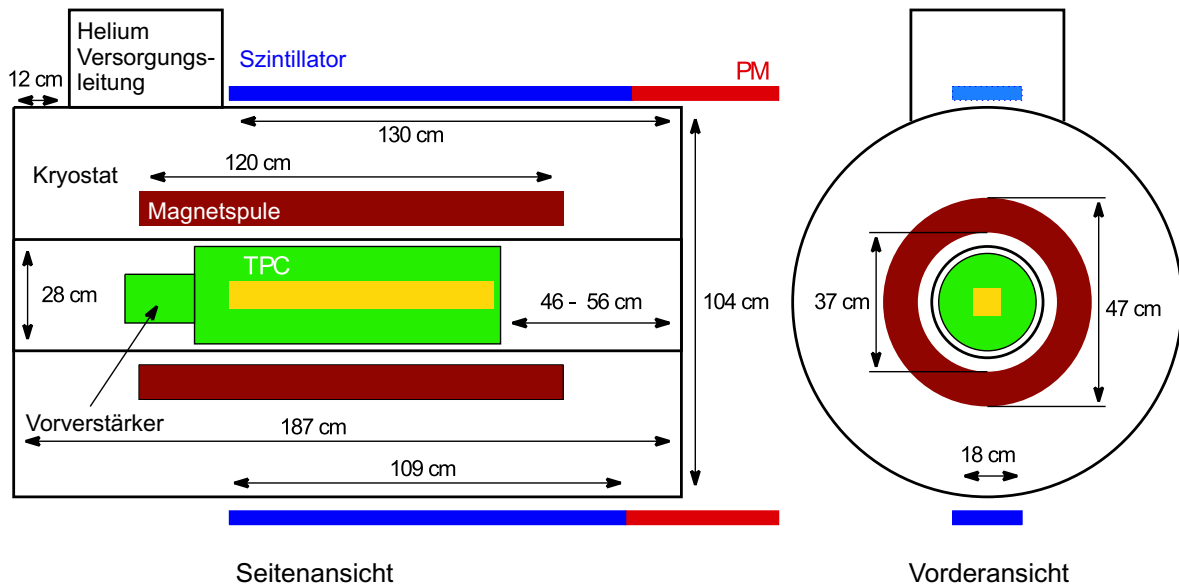 Helium
Versorgungs-
leitung
12 cm
Szintillator
PM
130 cm
Kryostat
120 cm
Magnetspule
TPC
28 cm
46 - 56 cm
104 cm
37 cm
47 cm
Vorverstärker
187 cm
109 cm
18 cm
Seitenansicht
Vorderansicht